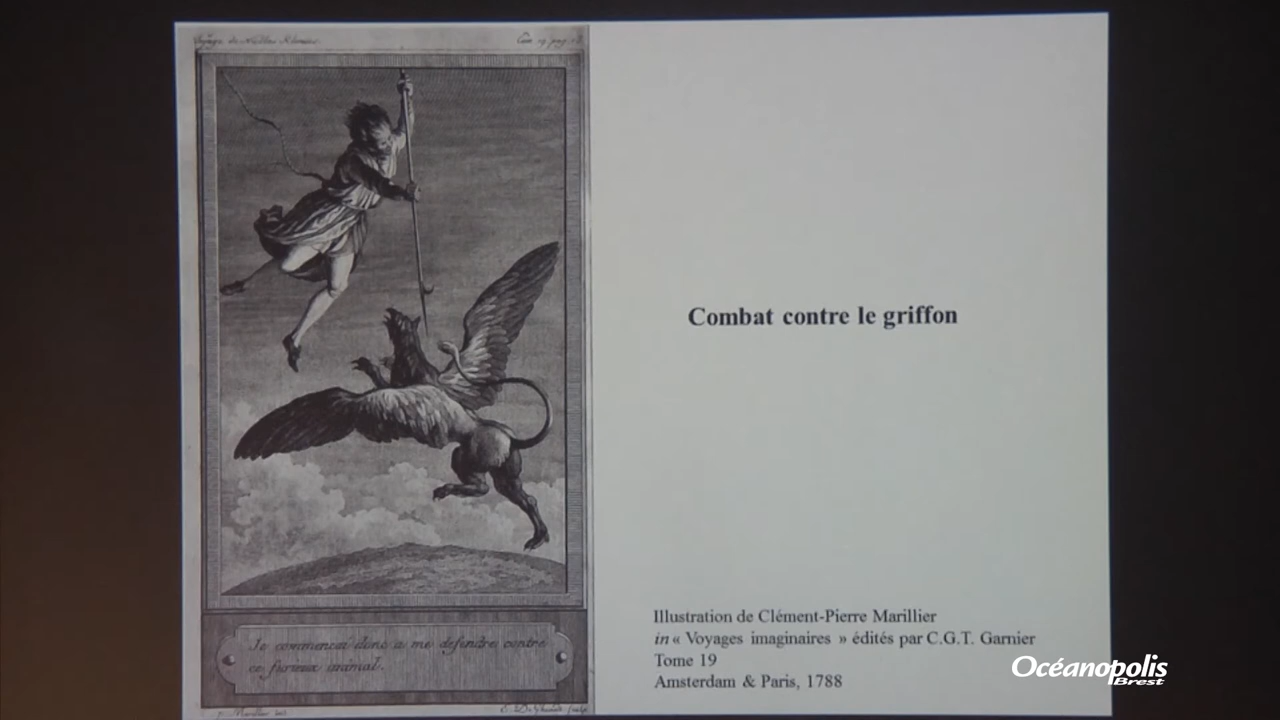 Combat contre le griffon
Je commençai donc a me defendre contre
ce furieux animal.
Illustration de Clément-Pierre Marillier
in « Voyages imaginaires » édités par C.G.T. Garnier
Tome 19
Amsterdam & Paris, 1788
Océanopolis
Brest